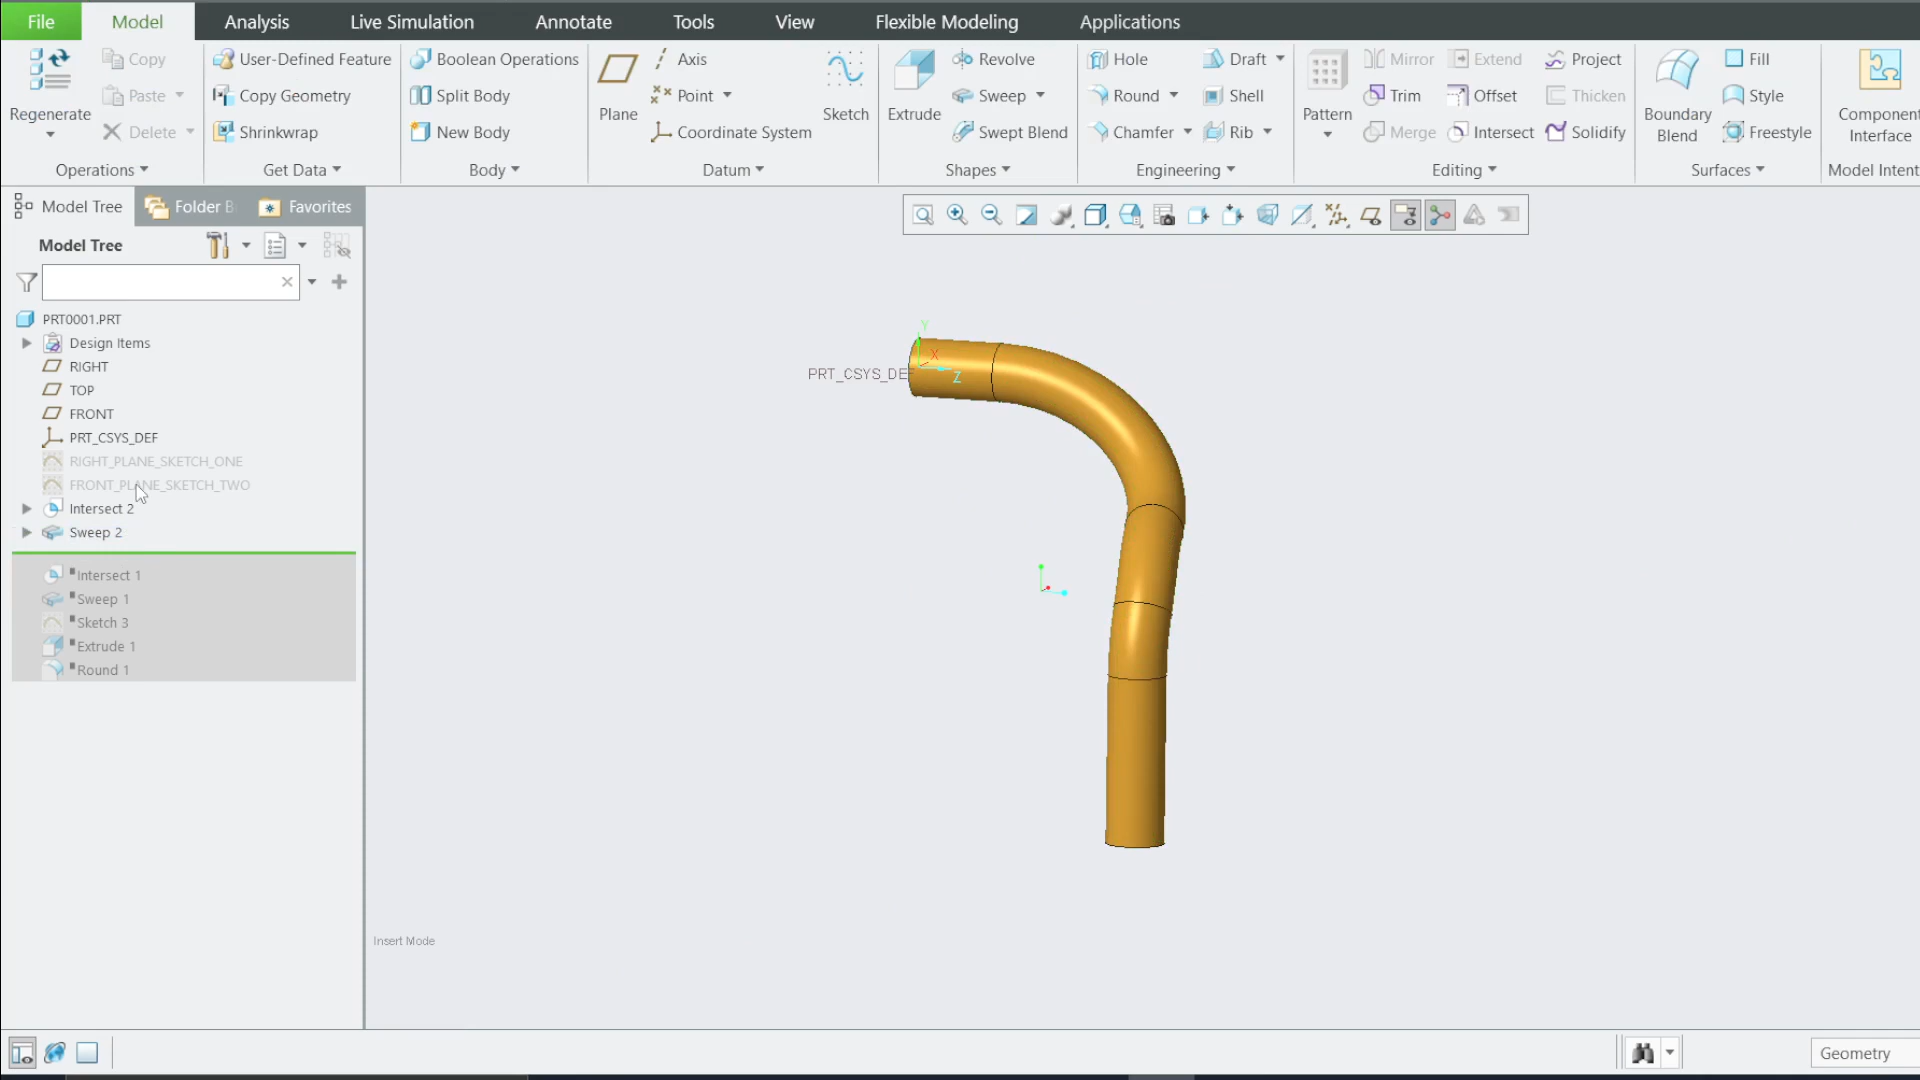 File Model Analysis Live Simulation Annotate Tools View Flexible Modeling Applications
Regenerate
Copy
Paste
Delete
Operations
User-Defined Feature
Copy Geometry
Shrinkwrap
Get Data
Boolean Operations
Split Body
New Body
Body
Plane
Axis
Point
Coordinate System
Sketch
Datum
Extrude
Revolve
Sweep
Swept Blend
Shapes
Hole
Round
Chamfer
Draft
Shell
Rib
Engineering
Pattern
Mirror
Trim
Merge
Extend
Offset
Intersect
Project
Thicken
Solidify
Editing
Boundary
Blend
Fill
Style
Freestyle
Surfaces
Component
Interface
Model Intent
Model Tree Folder B Favorites
Model Tree
PRT0001.PRT
Design Items
RIGHT
TOP
FRONT
PRT_CSYS_DEF
RIGHT_PLANE_SKETCH_ONE
FRONT_PLANE_SKETCH_TWO
Intersect 2
Sweep 2
Intersect 1
Sweep 1
Sketch 3
Extrude 1
Round 1
Y
X
PRT_CSYS_DEF
Z
Insert Mode
Geometry